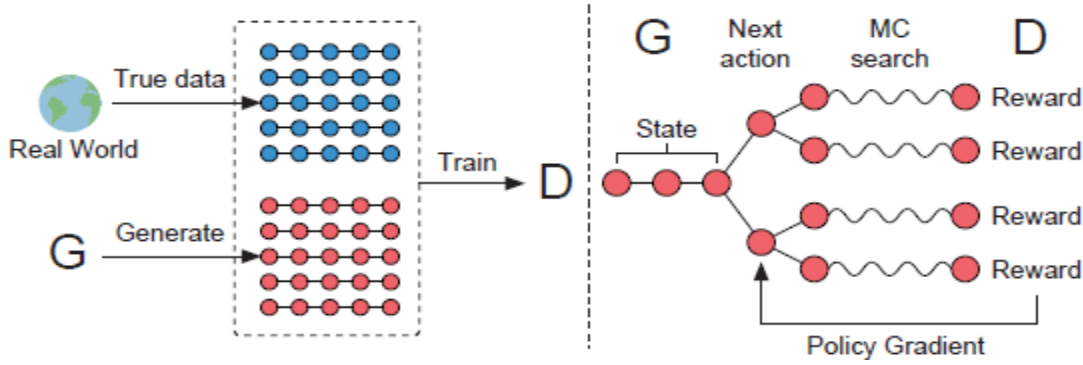 True data
Real World
G
Generate
Train
D
G
Next
action
MC
search
D
State
Reward
Reward
Reward
Reward
Policy Gradient